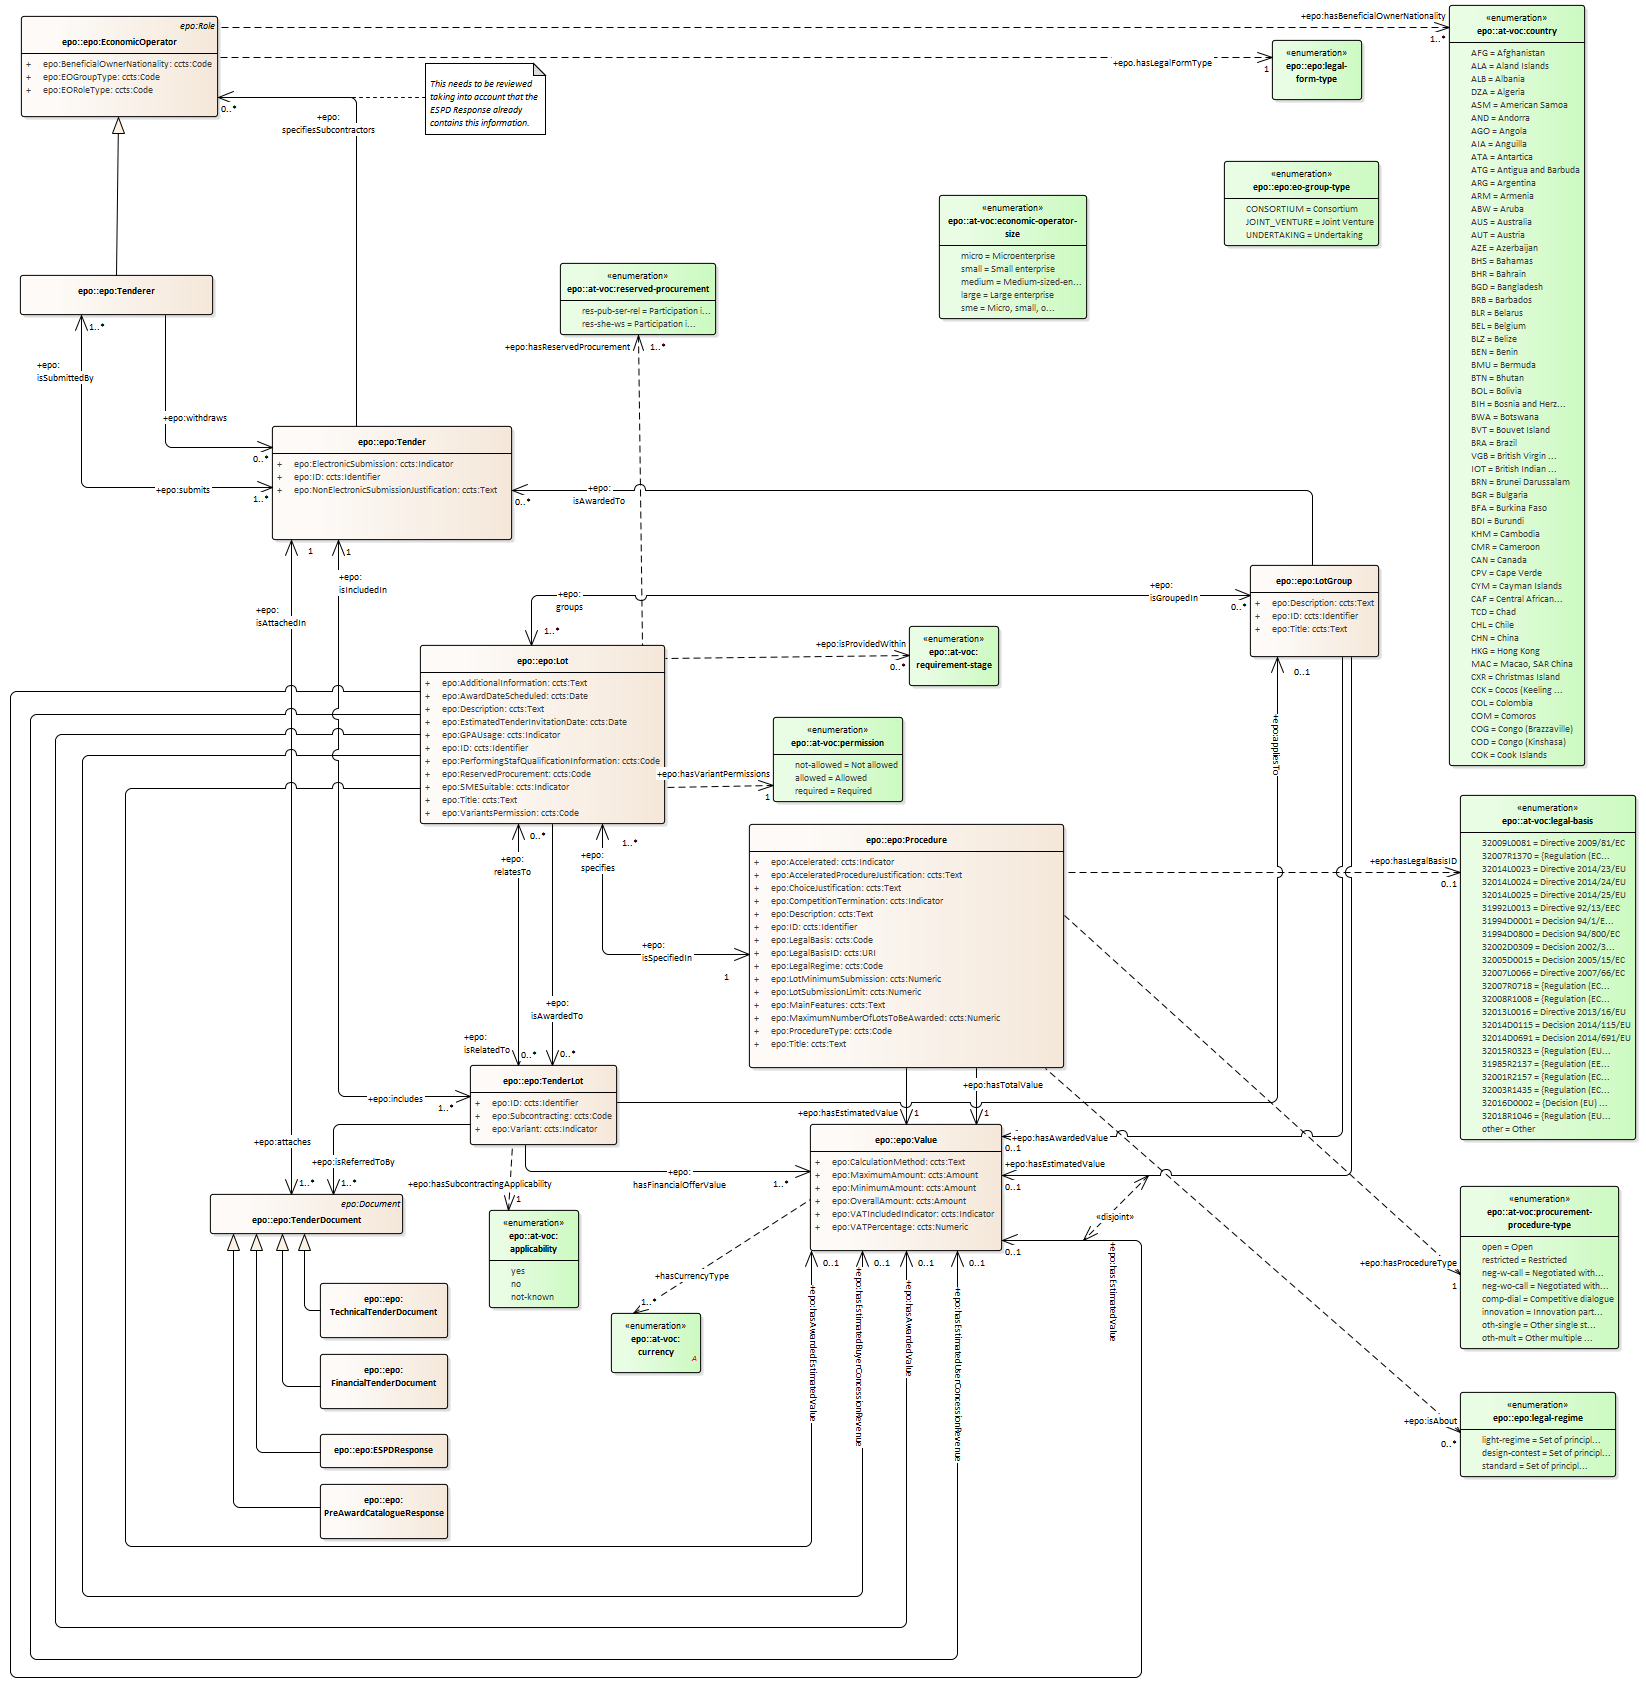 epo:Role
epo::epo:EconomicOperator
+ epo:BeneficialOwnerNationality: ccts:Code
+ epo:EOGroupType: ccts:Code
+ epo:EORoleType: ccts:Code
+epo:hasBeneficialOwnerNationality
1..*
+epo.hasLegalFormType
1
«enumeration»
epo::epo:legal-
form-type
This needs to be reviewed
taking into account that the
ESPD Response already
contains this information.
0..*
+epo:
specifiesSubcontractors
«enumeration»
epo::at-voc:country
AFG = Afghanistan
ALA = Aland Islands
ALB = Albania
DZA = Algeria
ASM = American Samoa
AND = Andorra
AGO = Angola
AIA = Anguilla
ATA = Antartica
ATG = Antigua and Barbuda
ARG = Argentina
ARM = Armenia
ABW = Aruba
AUS = Australia
AUT = Austria
AZE = Azerbaijan
BHS = Bahamas
BHR = Bahrain
BGD = Bangladesh
BRB = Barbados
BLR = Belarus
BEL = Belgium
BLZ = Belize
BEN = Benin
BMU = Bermuda
BTN = Bhutan
BOL = Bolivia
BIH = Bosnia and Herz...
BWA = Botswana
BVT = Bouvet Island
BRA = Brazil
VGB = British Virgin ...
IOT = British Indian ...
BRN = Brunei Darussalam
BGR = Bulgaria
BFA = Burkina Faso
BDI = Burundi
KHM = Cambodia
CMR = Cameroon
CAN = Canada
CPV = Cape Verde
CYM = Cayman Islands
CAF = Central African...
TCD = Chad
CHL = Chile
CHN = China
HKG = Hong Kong
MAC = Macao, SAR China
CXR = Christmas Island
CCK = Cocos (Keeling ...
COL = Colombia
COM = Comoros
COG = Congo (Brazzaville)
COD = Congo (Kinshasa)
COK = Cook Islands
«enumeration»
epo::epo:eo-group-type
CONSORTIUM = Consortium
JOINT_VENTURE = Joint Venture
UNDERTAKING = Undertaking
«enumeration»
epo::at-voc:economic-operator-
size
micro = Microenterprise
small = Small enterprise
medium = Medium-sized-en...
large = Large enterprise
sme = Micro, small, o...
«enumeration»
epo::at-voc:reserved-procurement
res-pub-ser-rel = Participation i...
res-she-ws = Participation i...
+epo:hasReservedProcurement
1..*
epo::epo:Tenderer
1..*
+epo:
isSubmittedBy
+epo:withdraws
0..*
+epo:submits
1..*
epo::epo:Tender
+ epo:ElectronicSubmission: ccts:Indicator
+ epo:ID: ccts:Identifier
+ epo:NonElectronicSubmissionJustification: ccts:Text
+epo:
isAwardedTo
0..*
1
1
+epo:
isIncludedIn
+epo:
isAttachedIn
+epo:
groups
1..*
+epo:
isGroupedIn
0..*
epo::epo:LotGroup
+ epo:Description: ccts:Text
+ epo:ID: ccts:Identifier
+ epo:Title: ccts:Text
0..1
+epo:appliesTo
epo::epo:Lot
+ epo:AdditionalInformation: ccts:Text
+ epo:AwardDateScheduled: ccts:Date
+ epo:Description: ccts:Text
+ epo:EstimatedTenderInvitationDate: ccts:Date
+ epo:GPAUsage: ccts:Indicator
+ epo:ID: ccts:Identifier
+ epo:PerformingStafQualificationInformation: ccts:Code
+ epo:ReservedProcurement: ccts:Code
+ epo:SMESuitable: ccts:Indicator
+ epo:Title: ccts:Text
+ epo:VariantsPermission: ccts:Code
+epo:isProvidedWithin
0..*
«enumeration»
epo::at-voc:
requirement-stage
«enumeration»
epo::at-voc:permission
not-allowed = Not allowed
allowed = Allowed
required = Required
+epo:hasVariantPermissions
1
0..*
+epo:
relatesTo
1..*
+epo:
specifies
+epo:
isSpecifiedIn
1
+epo:
isAwardedTo
+epo:
isRelatedTo
0..*
0..*
epo::epo:Procedure
+ epo:Accelerated: ccts:Indicator
+ epo:AcceleratedProcedureJustification: ccts:Text
+ epo:ChoiceJustification: ccts:Text
+ epo:CompetitionTermination: ccts:Indicator
+ epo:Description: ccts:Text
+ epo:ID: ccts:Identifier
+ epo:LegalBasis: ccts:Code
+ epo:LegalBasisID: ccts:URI
+ epo:LegalRegime: ccts:Code
+ epo:LotMinimumSubmission: ccts:Numeric
+ epo:LotSubmissionLimit: ccts:Numeric
+ epo:MainFeatures: ccts:Text
+ epo:MaximumNumberOfLotsToBeAwarded: ccts:Numeric
+ epo:ProcedureType: ccts:Code
+ epo:Title: ccts:Text
+epo:hasLegalBasisID
0..1
«enumeration»
epo::at-voc:legal-basis
32009L0081 = Directive 2009/81/EC
32007R1370 = {Regulation (EC...
32014L0023 = Directive 2014/23/EU
32014L0024 = Directive 2014/24/EU
32014L0025 = Directive 2014/25/EU
31992L0013 = Directive 92/13/EEC
31994D0001 = Decision 94/1/E...
31994D0800 = Decision 94/800/EC
32002D0309 = Decision 2002/3...
32005D0015 = Decision 2005/15/EC
32007L0066 = Directive 2007/66/EC
32007R0718 = {Regulation (EC...
32008R1008 = {Regulation (EC...
32013L0016 = Directive 2013/16/EU
32014D0115 = Decision 2014/115/EU
32014D0691 = Decision 2014/691/EU
32015R0323 = {Regulation (EU...
31985R2137 = {Regulation (EE...
32001R2157 = {Regulation (EC...
32003R1435 = {Regulation (EC...
32016D0002 = {Decision (EU) ...
32018R1046 = {Regulation (EU...
other = Other
epo::epo:TenderLot
+ epo:ID: ccts:Identifier
+ epo:Subcontracting: ccts:Code
+ epo:Variant: ccts:Indicator
+epo:includes
1..*
+epo:hasTotalValue
1
+epo:hasEstimatedValue
1
+epo:attaches
1..*
+epo:isReferredToBy
1..*
+epo:hasSubcontractingApplicability
1
+epo:
hasFinancialOfferValue
1..*
epo::epo:Value
+ epo:CalculationMethod: ccts:Text
+ epo:MaximumAmount: ccts:Amount
+ epo:MinimumAmount: ccts:Amount
+ epo:OverallAmount: ccts:Amount
+ epo:VATIncludedIndicator: ccts:Indicator
+ epo:VATPercentage: ccts:Numeric
+epo:hasAwardedValue
0..1
+epo:hasEstimatedValue
0..1
«disjoint»
0..1
+epo:hasEstimatedValue
epo:Document
epo::epo:TenderDocument
«enumeration»
epo::at-voc:
applicability
yes
no
not-known
+hasCurrencyType
1..*
«enumeration»
epo::at-voc:
currency
A
0..1
+epo:hasAwardedEstimatedValue
0..1
+epo:hasEstimatedBuyerConcessionRevenue
0..1
+epo:hasAwardedValue
0..1
+epo:hasEstimatedUserConcessionRevenue
epo::epo:
TechnicalTenderDocument
epo::epo:
FinancialTenderDocument
epo::epo:ESPDResponse
epo::epo:
PreAwardCatalogueResponse
«enumeration»
epo::at-voc:procurement-
procedure-type
open = Open
restricted = Restricted
neg-w-call = Negotiated with...
neg-wo-call = Negotiated with...
comp-dial = Competitive dialogue
innovation = Innovation part...
oth-single = Other single st...
oth-mult = Other multiple ...
+epo:hasProcedureType
1
«enumeration»
epo::epo:legal-regime
light-regime = Set of principl...
design-contest = Set of principl...
standard = Set of principl...
+epo:isAbout
0..*